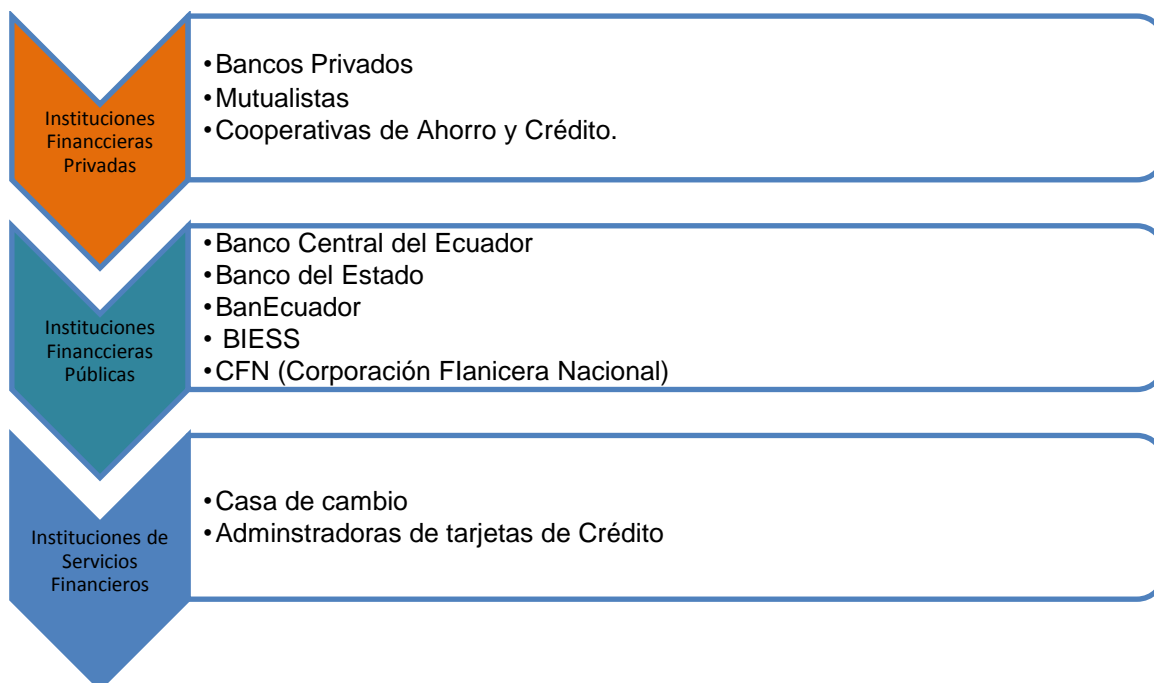 Instituciones
Financcieras
Privadas
•Bancos Privados
•Mutualistas
•Cooperativas de Ahorro y Crédito.
Instituciones
Financcieras
Públicas
•Banco Central del Ecuador
•Banco del Estado
•BanEcuador
• BIESS
•CFN (Corporación FIanicera Nacional)
Instituciones de
Servicios
Financieros
•Casa de cambio
•Adminstradoras de tarjetas de Crédito